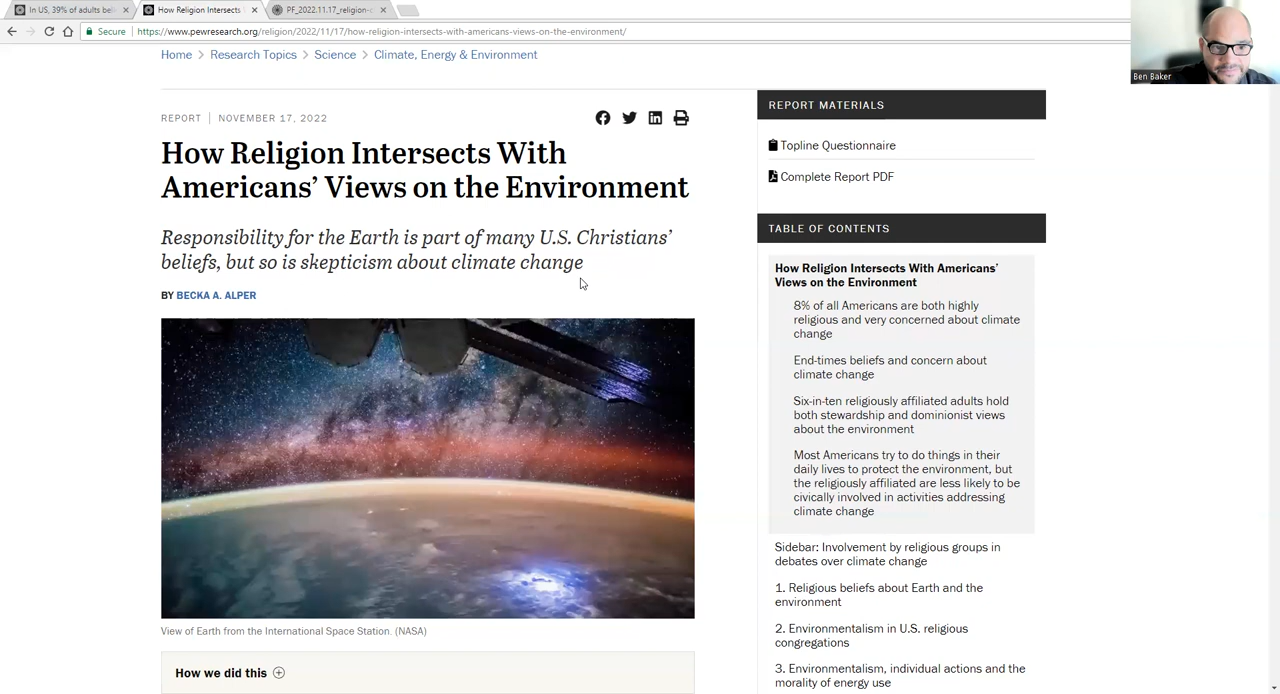 In US, 39% of adults beli
How Religion Intersects
PF_2022.11.17_religion-c
Secure
https://www.pewresearch.org/religion/2022/11/17/how-religion-intersects-with-americans-views-on-the-environment/
Ben Baker
Home > Research Topics > Science > Climate, Energy & Environment
REPORT | NOVEMBER 17, 2022
How Religion Intersects With
Americans’ Views on the Environment
Responsibility for the Earth is part of many U.S. Christians’
beliefs, but so is skepticism about climate change
BY BECKA A. ALPER
View of Earth from the International Space Station. (NASA)
How we did this
REPORT MATERIALS
Topline Questionnaire
Complete Report PDF
TABLE OF CONTENTS
How Religion Intersects With Americans’
Views on the Environment
8% of all Americans are both highly
religious and very concerned about climate
change
End-times beliefs and concern about
climate change
Six-in-ten religiously affiliated adults hold
both stewardship and dominionist views
about the environment
Most Americans try to do things in their
daily lives to protect the environment, but
the religiously affiliated are less likely to be
civically involved in activities addressing
climate change
Sidebar: Involvement by religious groups in
debates over climate change
1. Religious beliefs about Earth and the
environment
2. Environmentalism in U.S. religious
congregations
3. Environmentalism, individual actions and the
morality of energy use